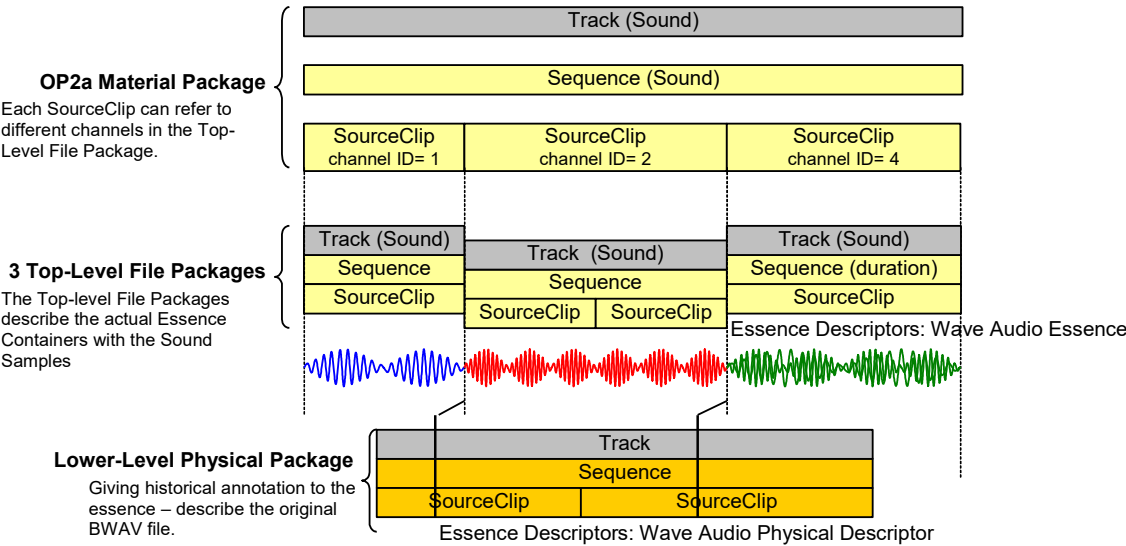 Track (Sound)
OP2a Material Package
Each SourceClip can refer to
different channels in the Top-
Level File Package.
Sequence (Sound)
SourceClip
channel ID= 1
SourceClip
channel ID= 2
SourceClip
channel ID= 4
3 Top-Level File Packages
The Top-level File Packages
describe the actual Essence
Containers with the Sound
Samples
Track (Sound)
Sequence
SourceClip
Track  (Sound)
Sequence
SourceClip
SourceClip
Track (Sound)
Sequence (duration)
SourceClip
Essence Descriptors: Wave Audio Essence
Lower-Level Physical Package
Giving historical annotation to the
essence – describe the original
BWAV file.
Track
Sequence
SourceClip
SourceClip
Essence Descriptors: Wave Audio Physical Descriptor